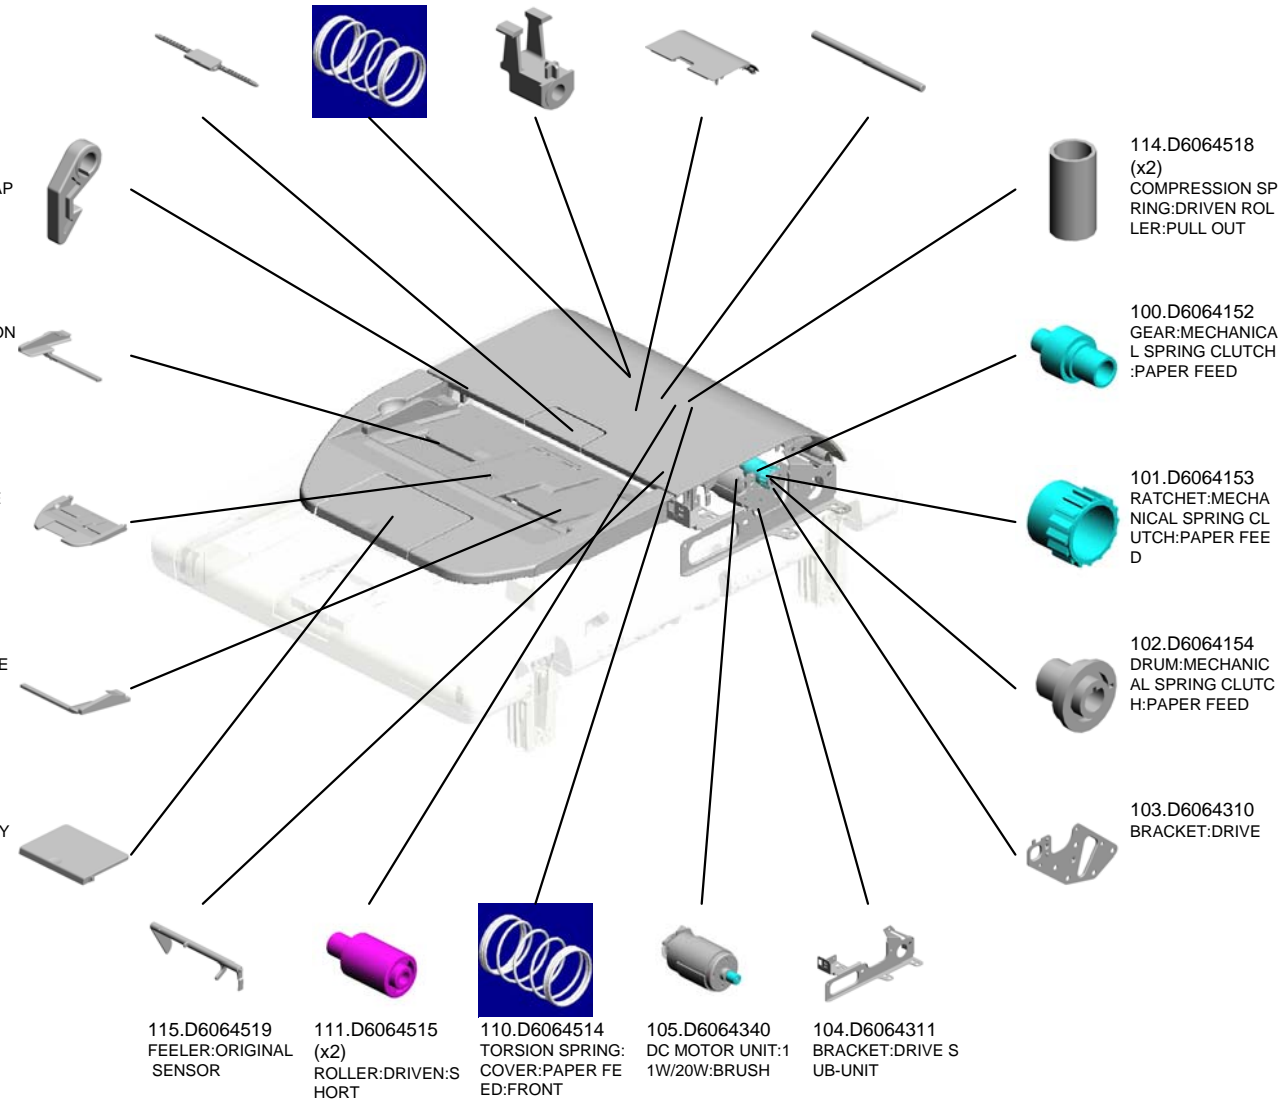 114.D6064518
(x2)
COMPRESSION SP
RING:DRIVEN ROL
LER:PULL OUT
AP
100.D6064152
GEAR:MECHANICA
L SPRING CLUTCH
:PAPER FEED
ON
101.D6064153
RATCHET:MECHA
NICAL SPRING CL
UTCH:PAPER FEE
D
E
102.D6064154
DRUM:MECHANIC
AL SPRING CLUTC
H:PAPER FEED
Y
103.D6064310
BRACKET:DRIVE
115.D6064519
FEELER:ORIGINAL
SENSOR
111.D6064515
(x2)
ROLLER:DRIVEN:S
HORT
110.D6064514
TORSION SPRING:
COVER:PAPER FE
ED:FRONT
105.D6064340
DC MOTOR UNIT:1
1W/20W:BRUSH
104.D6064311
BRACKET:DRIVE S
UB-UNIT